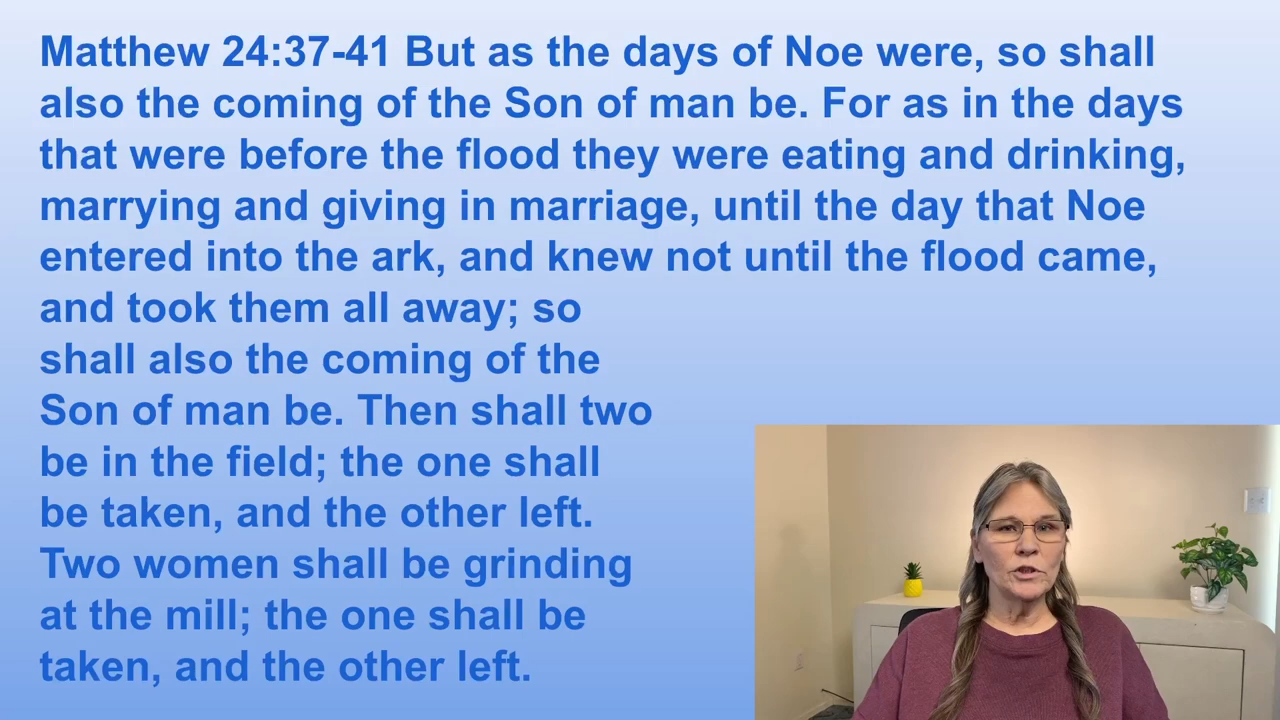 Matthew 24:37-41 But as the days of Noe were, so shall
also the coming of the Son of man be. For as in the days
that were before the flood they were eating and drinking,
marrying and giving in marriage, until the day that Noe
entered into the ark, and knew not until the flood came,
and took them all away; so
shall also the coming of the
Son of man be. Then shall two
be in the field; the one shall
be taken, and the other left.
Two women shall be grinding
at the mill; the one shall be
taken, and the other left.